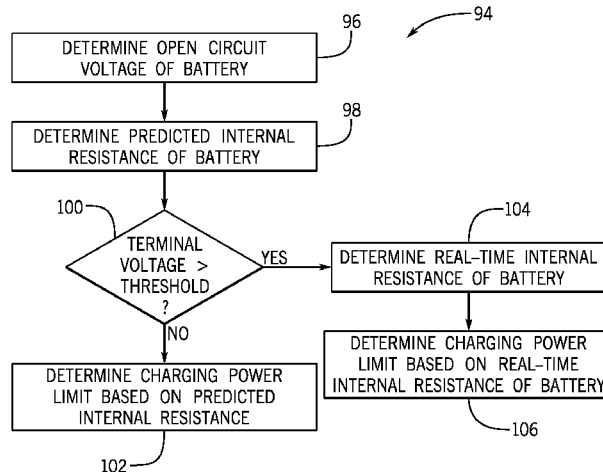 94
96
DETERMINE OPEN CIRCUIT
VOLTAGE OF BATTERY
98
DETERMINE PREDICTED INTERNAL
RESISTANCE OF BATTERY
100
TERMINAL
VOLTAGE >
THRESHOLD
?
YES
NO
104
DETERMINE REAL-TIME INTERNAL
RESISTANCE OF BATTERY
DETERMINE CHARGING POWER
LIMIT BASED ON PREDICTED
INTERNAL RESISTANCE
102
DETERMINE CHARGING POWER
LIMIT BASED ON REAL-TIME
INTERNAL RESISTANCE OF BATTERY
106